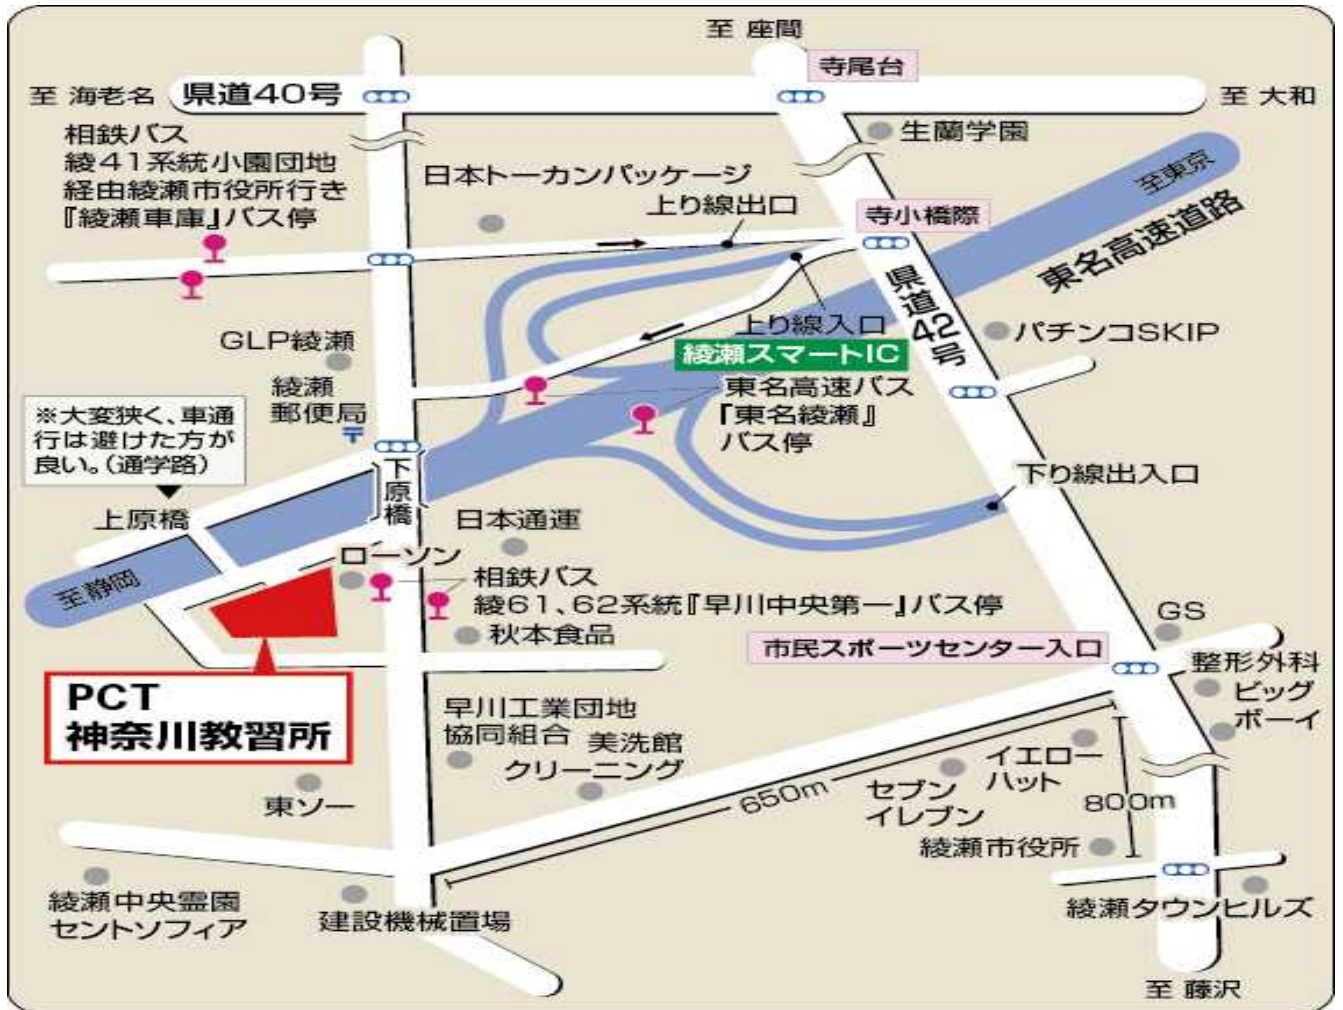 至 座間
寺尾台
至 海老名
県道40号
至 大和
相鉄バス
綾41系統小園団地
経由綾瀬市役所行き
『綾瀬車庫』バス停
生蘭学園
日本トーカンパッケージ
至東京
上り線出口
寺小橋際
東名高速道路
県道42号
上り線入口
パチンコSKIP
GLP綾瀬
綾瀬スマートIC
綾瀬
郵便局
〒
東名高速バス
『東名綾瀬』
バス停
※大変狭く、車通
行は避けた方が
良い。(通学路)
下原橋
下り線出入口
上原橋
日本通運
ローソン
至静岡
相鉄バス
綾61、62系統『早川中央第一』バス停
秋本食品
GS
市民スポーツセンター入口
整形外科
ビッグ
ボーイ
PCT
神奈川教習所
早川工業団地
協同組合
美洗館
クリーニング
イエロー
ハット
セブン
イレブン
650m
800m
東ソー
綾瀬市役所
綾瀬中央霊園
セントソフィア
建設機械置場
綾瀬タウンヒルズ
至 藤沢